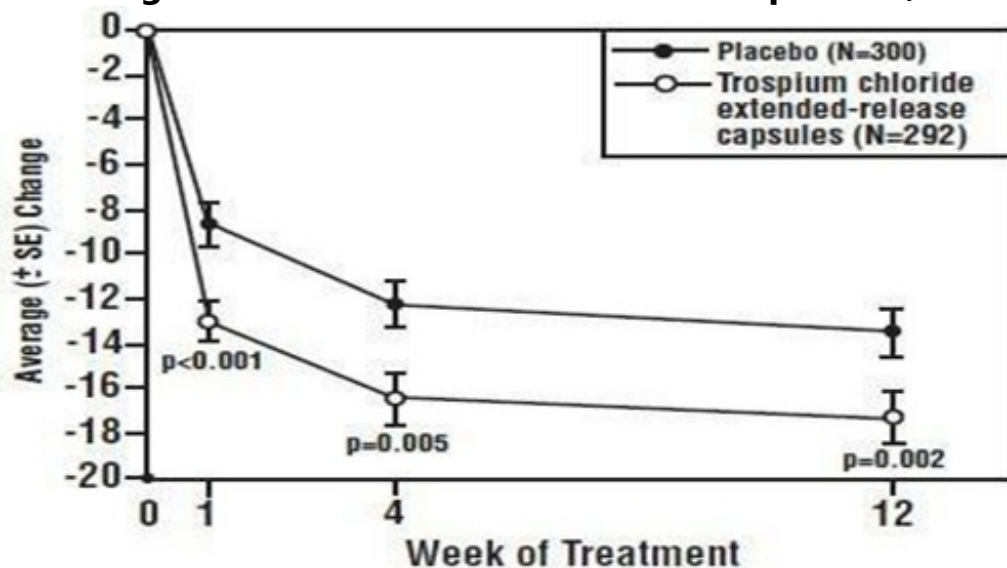 0
-2
-4
-6
-8
-10
-12
-14
-16
-18
-20
Average (± SE) Change
Placebo (N=300)
Trospium chloride
extended-release
capsules (N=292)
p<0.001
p=0.005
p=0.002
0 1 4 12
Week of Treatment